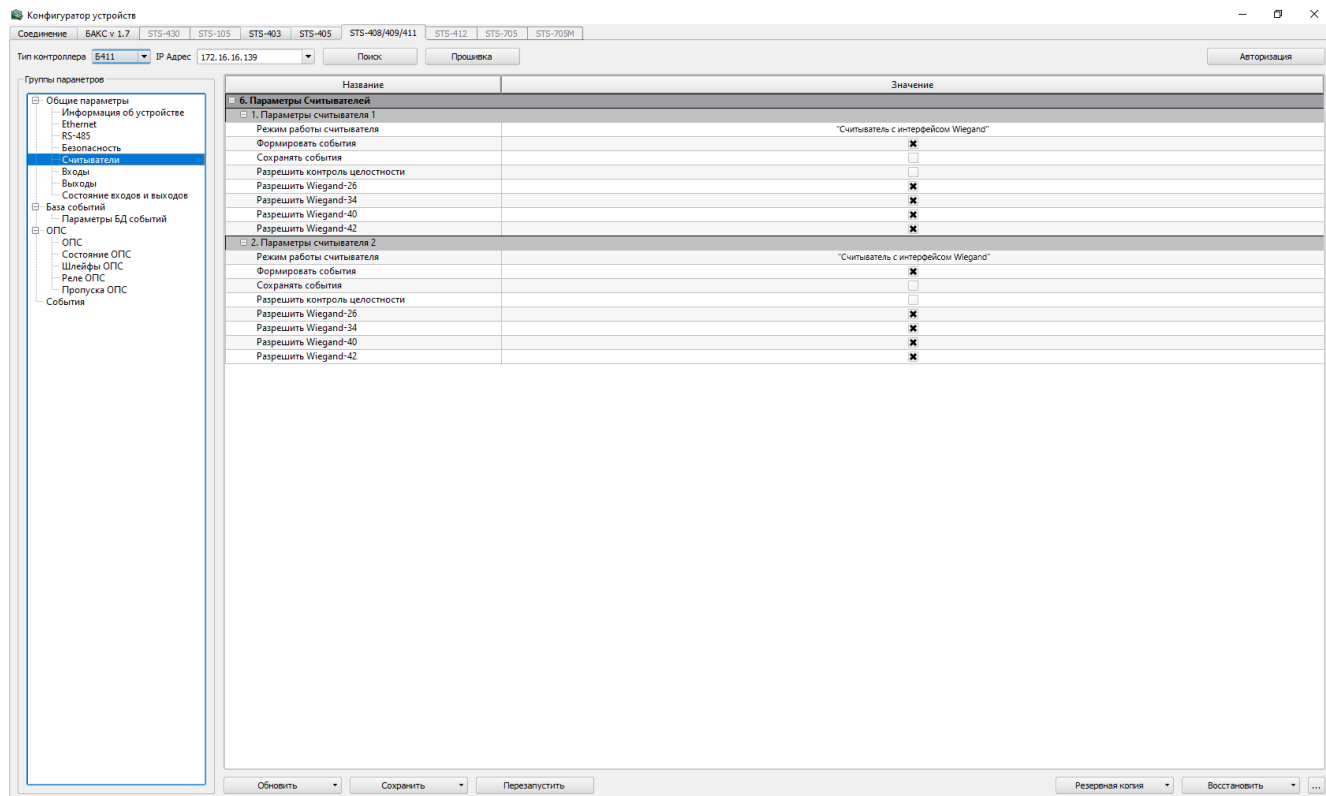 Конфигуратор устройств
Соединение БАКС v 1.7 STS-430 STS-105 STS-403 STS-405 STS-408/409/411 STS-412 STS-705 STS-705M
Тип контроллера Б411 IP Адрес 172.16.16.139 Поиск Прошивка Авторизация
Группы параметров
Общие параметры
Информация об устройстве
Ethernet
RS-485
Безопасность
Считыватели
Входы
Выходы
Состояние входов и выходов
База событий
Параметры БД событий
ОПС
ОПС
Состояние ОПС
Шлейфы ОПС
Реле ОПС
Пропуска ОПС
События
Название Значение
6. Параметры Считывателей
1. Параметры считывателя 1
Режим работы считывателя "Считыватель с интерфейсом Wiegand"
Формировать события
Сохранять события
Разрешить контроль целостности
Разрешить Wiegand-26
Разрешить Wiegand-34
Разрешить Wiegand-40
Разрешить Wiegand-42
2. Параметры считывателя 2
Режим работы считывателя "Считыватель с интерфейсом Wiegand"
Формировать события
Сохранять события
Разрешить контроль целостности
Разрешить Wiegand-26
Разрешить Wiegand-34
Разрешить Wiegand-40
Разрешить Wiegand-42
Обновить Сохранить Перезапустить Резервная копия Восстановить ...